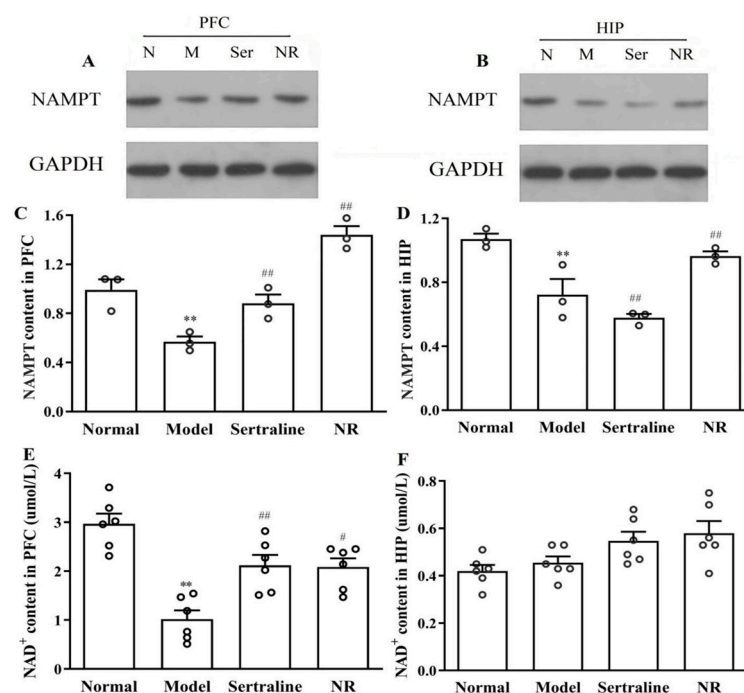 PFC
N M Ser NR
A
NAMPT
GAPDH
HIP
N M Ser NR
B
NAMPT
GAPDH
C
NAMPT content in PFC
1.6
1.2
0.8
0.4
0.0
**
##
##
Normal Model Sertraline NR
D
NAMPT content in HIP
1.2
0.8
0.4
0.0
**
##
##
Normal Model Sertraline NR
E
NAD+ content in PFC (umol/L)
4
3
2
1
0
**
##
#
Normal Model Sertraline NR
F
NAD+ content in HIP (umol/L)
0.8
0.6
0.4
0.2
0.0
Normal Model Sertraline NR